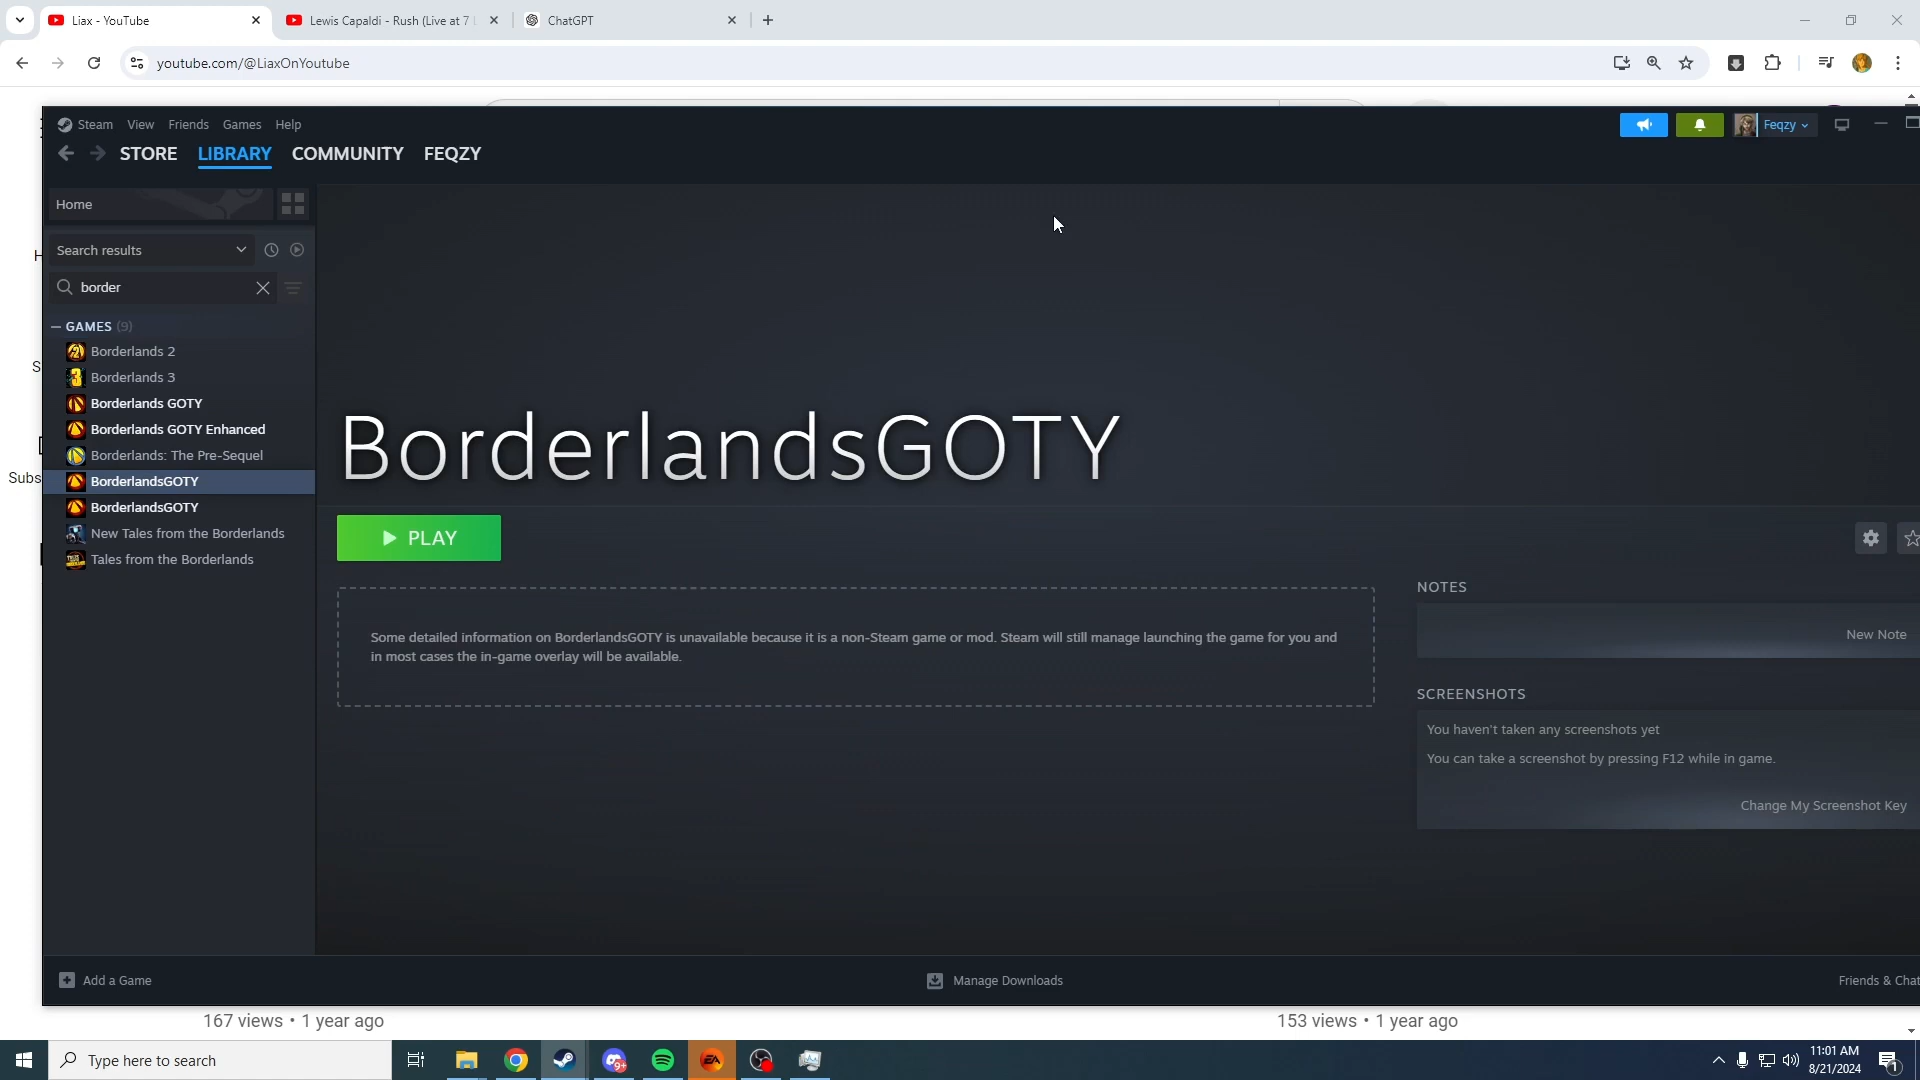 Liax - YouTube
Lewis Capaldi - Rush (Live at 7
ChatGPT
youtube.com/@LiaxOnYoutube
Steam View Friends Games Help
Feqzy
STORE LIBRARY COMMUNITY FEQZY
Home
Search results
border
GAMES (9)
Borderlands 2
Borderlands 3
Borderlands GOTY
Borderlands GOTY Enhanced
Borderlands: The Pre-Sequel
BorderlandsGOTY
BorderlandsGOTY
New Tales from the Borderlands
Tales from the Borderlands
Subs
BorderlandsGOTY
PLAY
Some detailed information on BorderlandsGOTY is unavailable because it is a non-Steam game or mod. Steam will still manage launching the game for you and
in most cases the in-game overlay will be available.
NOTES
New Note
SCREENSHOTS
You haven't taken any screenshots yet
You can take a screenshot by pressing F12 while in game.
Change My Screenshot Key
Add a Game
Manage Downloads
Friends & Chat
167 views • 1 year ago
153 views • 1 year ago
Type here to search
9+
EA
11:01 AM
8/21/2024
1